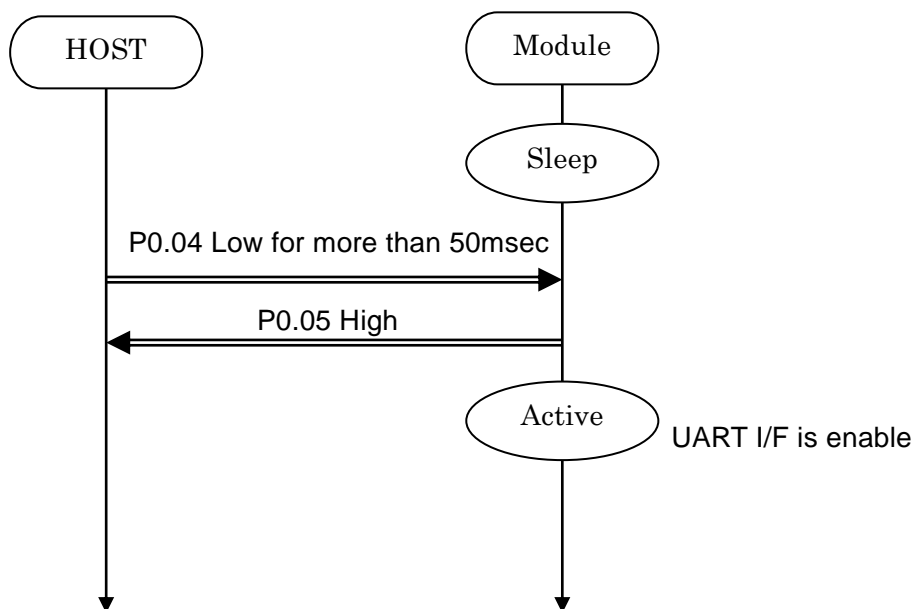 HOST
Module
Sleep
P0.04 Low for more than 50msec
P0.05 High
Active
UART I/F is enable